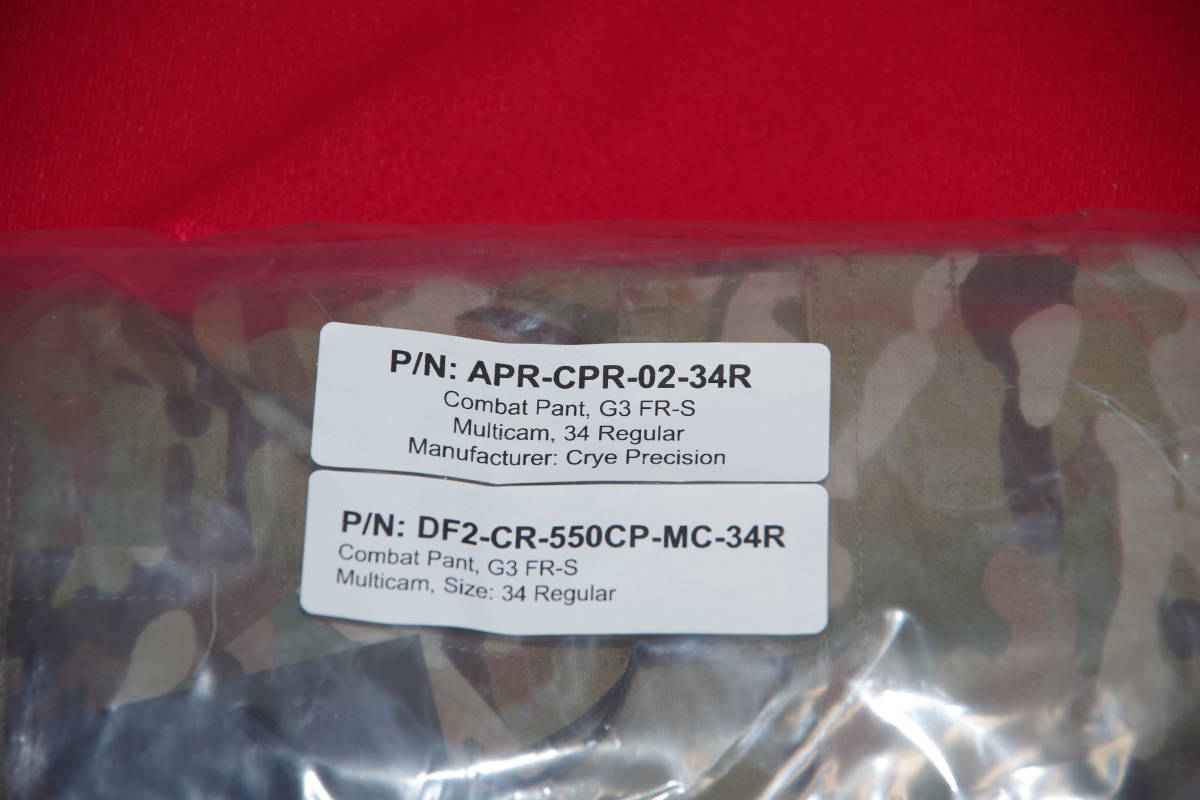 P/N: APR-CPR-02-34R
Combat Pant, G3 FR-S
Multicam, 34 Regular
Manufacturer: Crye Precision
P/N: DF2-CR-550CP-MC-34R
Combat Pant, G3 FR-S
Multicam, Size: 34 Regular